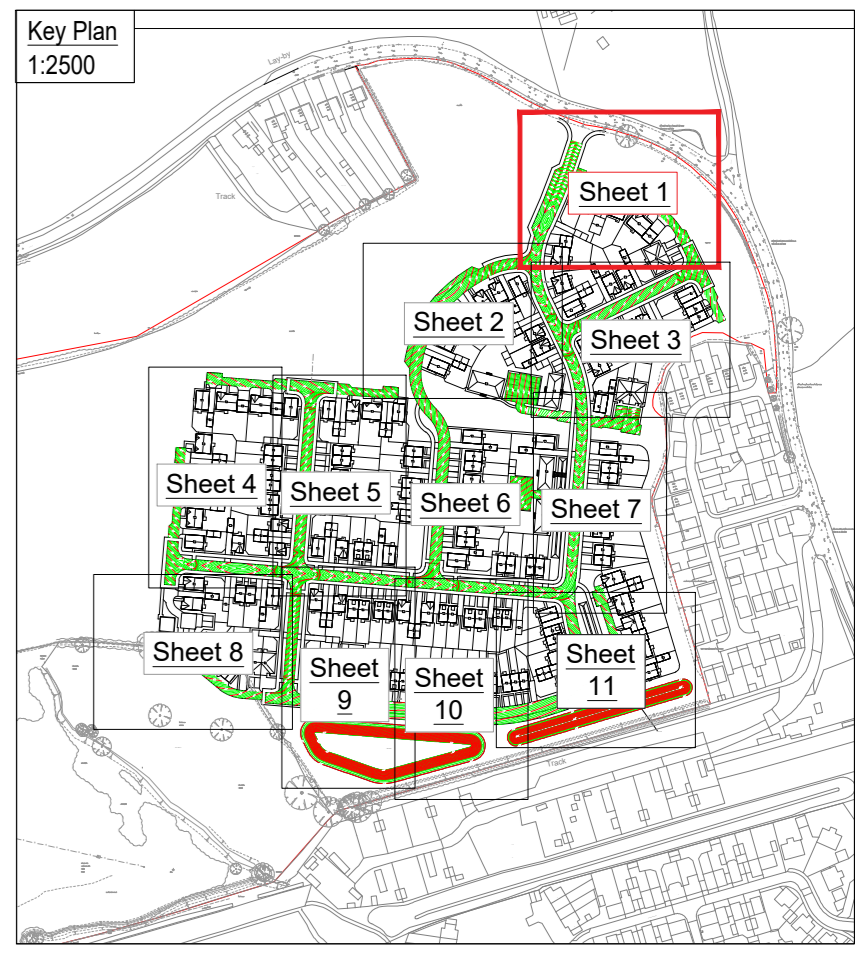 Key Plan
1:2500
Lay-by
Track
Sheet 1
Sheet 2
Sheet 3
Sheet 4
Sheet 5
Sheet 6
Sheet 7
Sheet 8
Sheet
9
Sheet
10
Sheet
11
Track